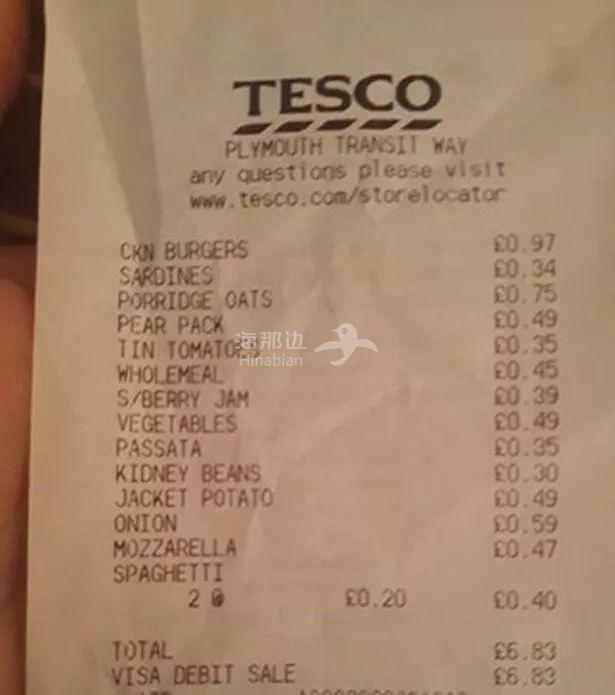 TESCO
PLYMOUTH TRANSIT WAY
any questions please visit
www.tesco.com/storelocator
CKN BURGERS £0.97
SARDINES £0.34
PORRIDGE OATS £0.75
PEAR PACK £0.49
TIN TOMATOES £0.35
WHOLEMEAL £0.45
S/BERRY JAM £0.39
VEGETABLES £0.49
PASSATA £0.35
KIDNEY BEANS £0.30
JACKET POTATO £0.49
ONION £0.59
MOZZARELLA £0.47
SPAGHETTI
2 @ £0.20 £0.40
TOTAL £6.83
VISA DEBIT SALE £6.83
海那边
Hinabian